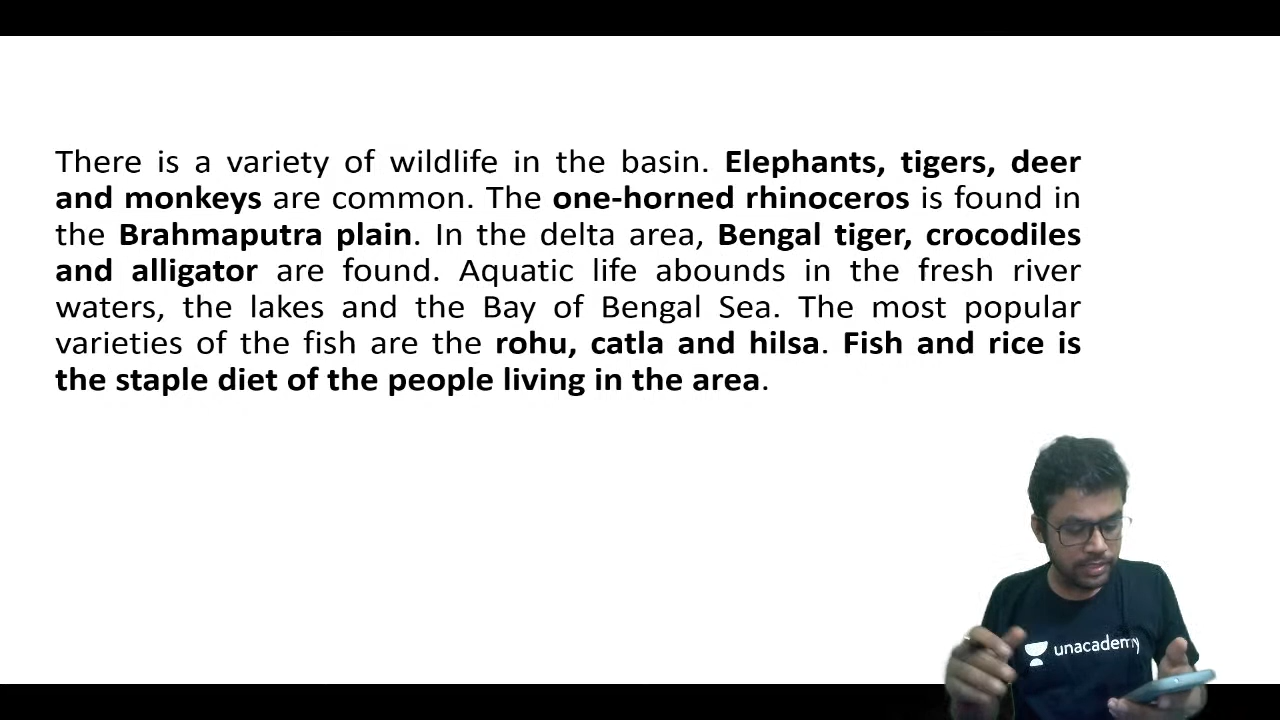 There is a variety of wildlife in the basin. Elephants, tigers, deer
and monkeys are common. The one-horned rhinoceros is found in
the Brahmaputra plain. In the delta area, Bengal tiger, crocodiles
and alligator are found. Aquatic life abounds in the fresh river
waters, the lakes and the Bay of Bengal Sea. The most popular
varieties of the fish are the rohu, catla and hilsa. Fish and rice is
the staple diet of the people living in the area.
unacademy